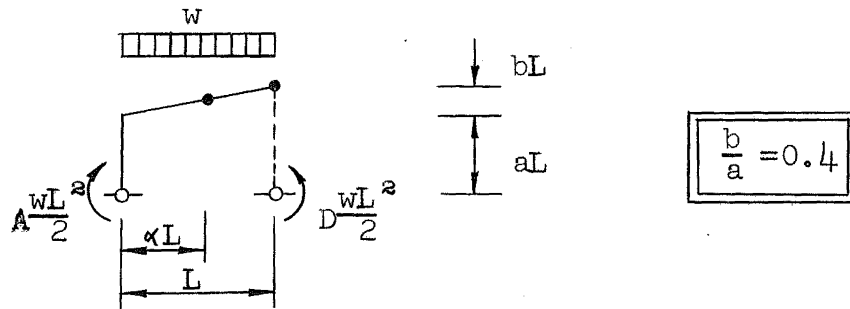 w
bL
aL
b/a = 0.4
A wL²/2
D wL²/2
αL
L